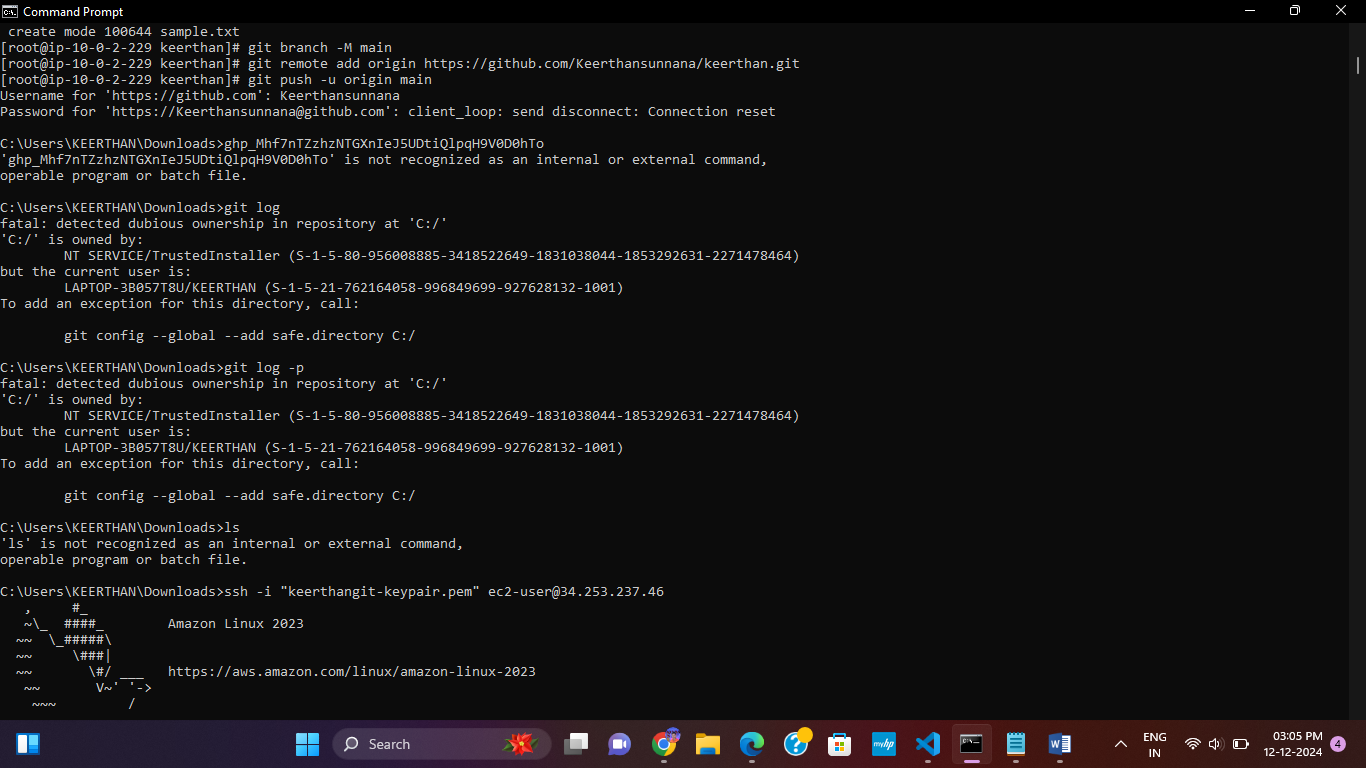 Command Prompt
create mode 100644 sample.txt
[root@ip-10-0-2-229 keerthan]# git branch -M main
[root@ip-10-0-2-229 keerthan]# git remote add origin https://github.com/Keerthansunnana/keerthan.git
[root@ip-10-0-2-229 keerthan]# git push -u origin main
Username for 'https://github.com': Keerthansunnana
Password for 'https://Keerthansunnana@github.com': client_loop: send disconnect: Connection reset
C:\Users\KEERTHAN\Downloads>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
'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' is not recognized as an internal or external command,
operable program or batch file.
C:\Users\KEERTHAN\Downloads>git log
fatal: detected dubious ownership in repository at 'C:/'
'C:/' is owned by:
NT SERVICE/TrustedInstaller (S-1-5-80-956008885-3418522649-1831038044-1853292631-2271478464)
but the current user is:
LAPTOP-3B057T8U/KEERTHAN (S-1-5-21-762164058-996849699-927628132-1001)
To add an exception for this directory, call:
git config --global --add safe.directory C:/
C:\Users\KEERTHAN\Downloads>git log -p
fatal: detected dubious ownership in repository at 'C:/'
'C:/' is owned by:
NT SERVICE/TrustedInstaller (S-1-5-80-956008885-3418522649-1831038044-1853292631-2271478464)
but the current user is:
LAPTOP-3B057T8U/KEERTHAN (S-1-5-21-762164058-996849699-927628132-1001)
To add an exception for this directory, call:
git config --global --add safe.directory C:/
C:\Users\KEERTHAN\Downloads>ls
'ls' is not recognized as an internal or external command,
operable program or batch file.
C:\Users\KEERTHAN\Downloads>ssh -i "keerthangit-keypair.pem" ec2-user@34.253.237.46
   ,     #_
   ~\_  ####_        Amazon Linux 2023
  ~~  \_#####\
  ~~     \###|
  ~~       \#/ ___   https://aws.amazon.com/linux/amazon-linux-2023
   ~~       V~' '->
    ~~~         /
Search
myhp
ENG
IN
03:05 PM
12-12-2024
4